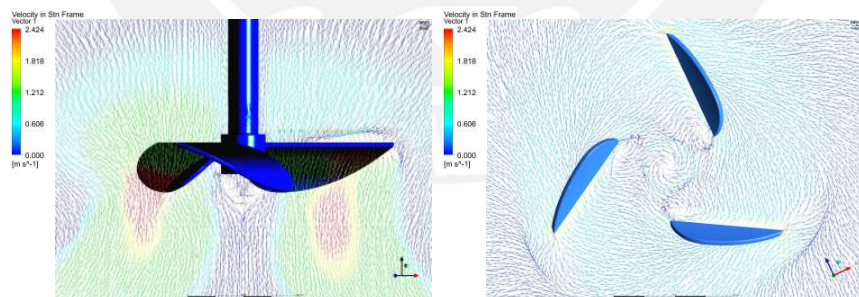 Velocity in Stn Frame
Vector 1
2.424
1.818
1.212
0.606
0.000
[m s^-1]
Velocity in Stn Frame
Vector 1
2.424
1.818
1.212
0.606
0.000
[m s^-1]